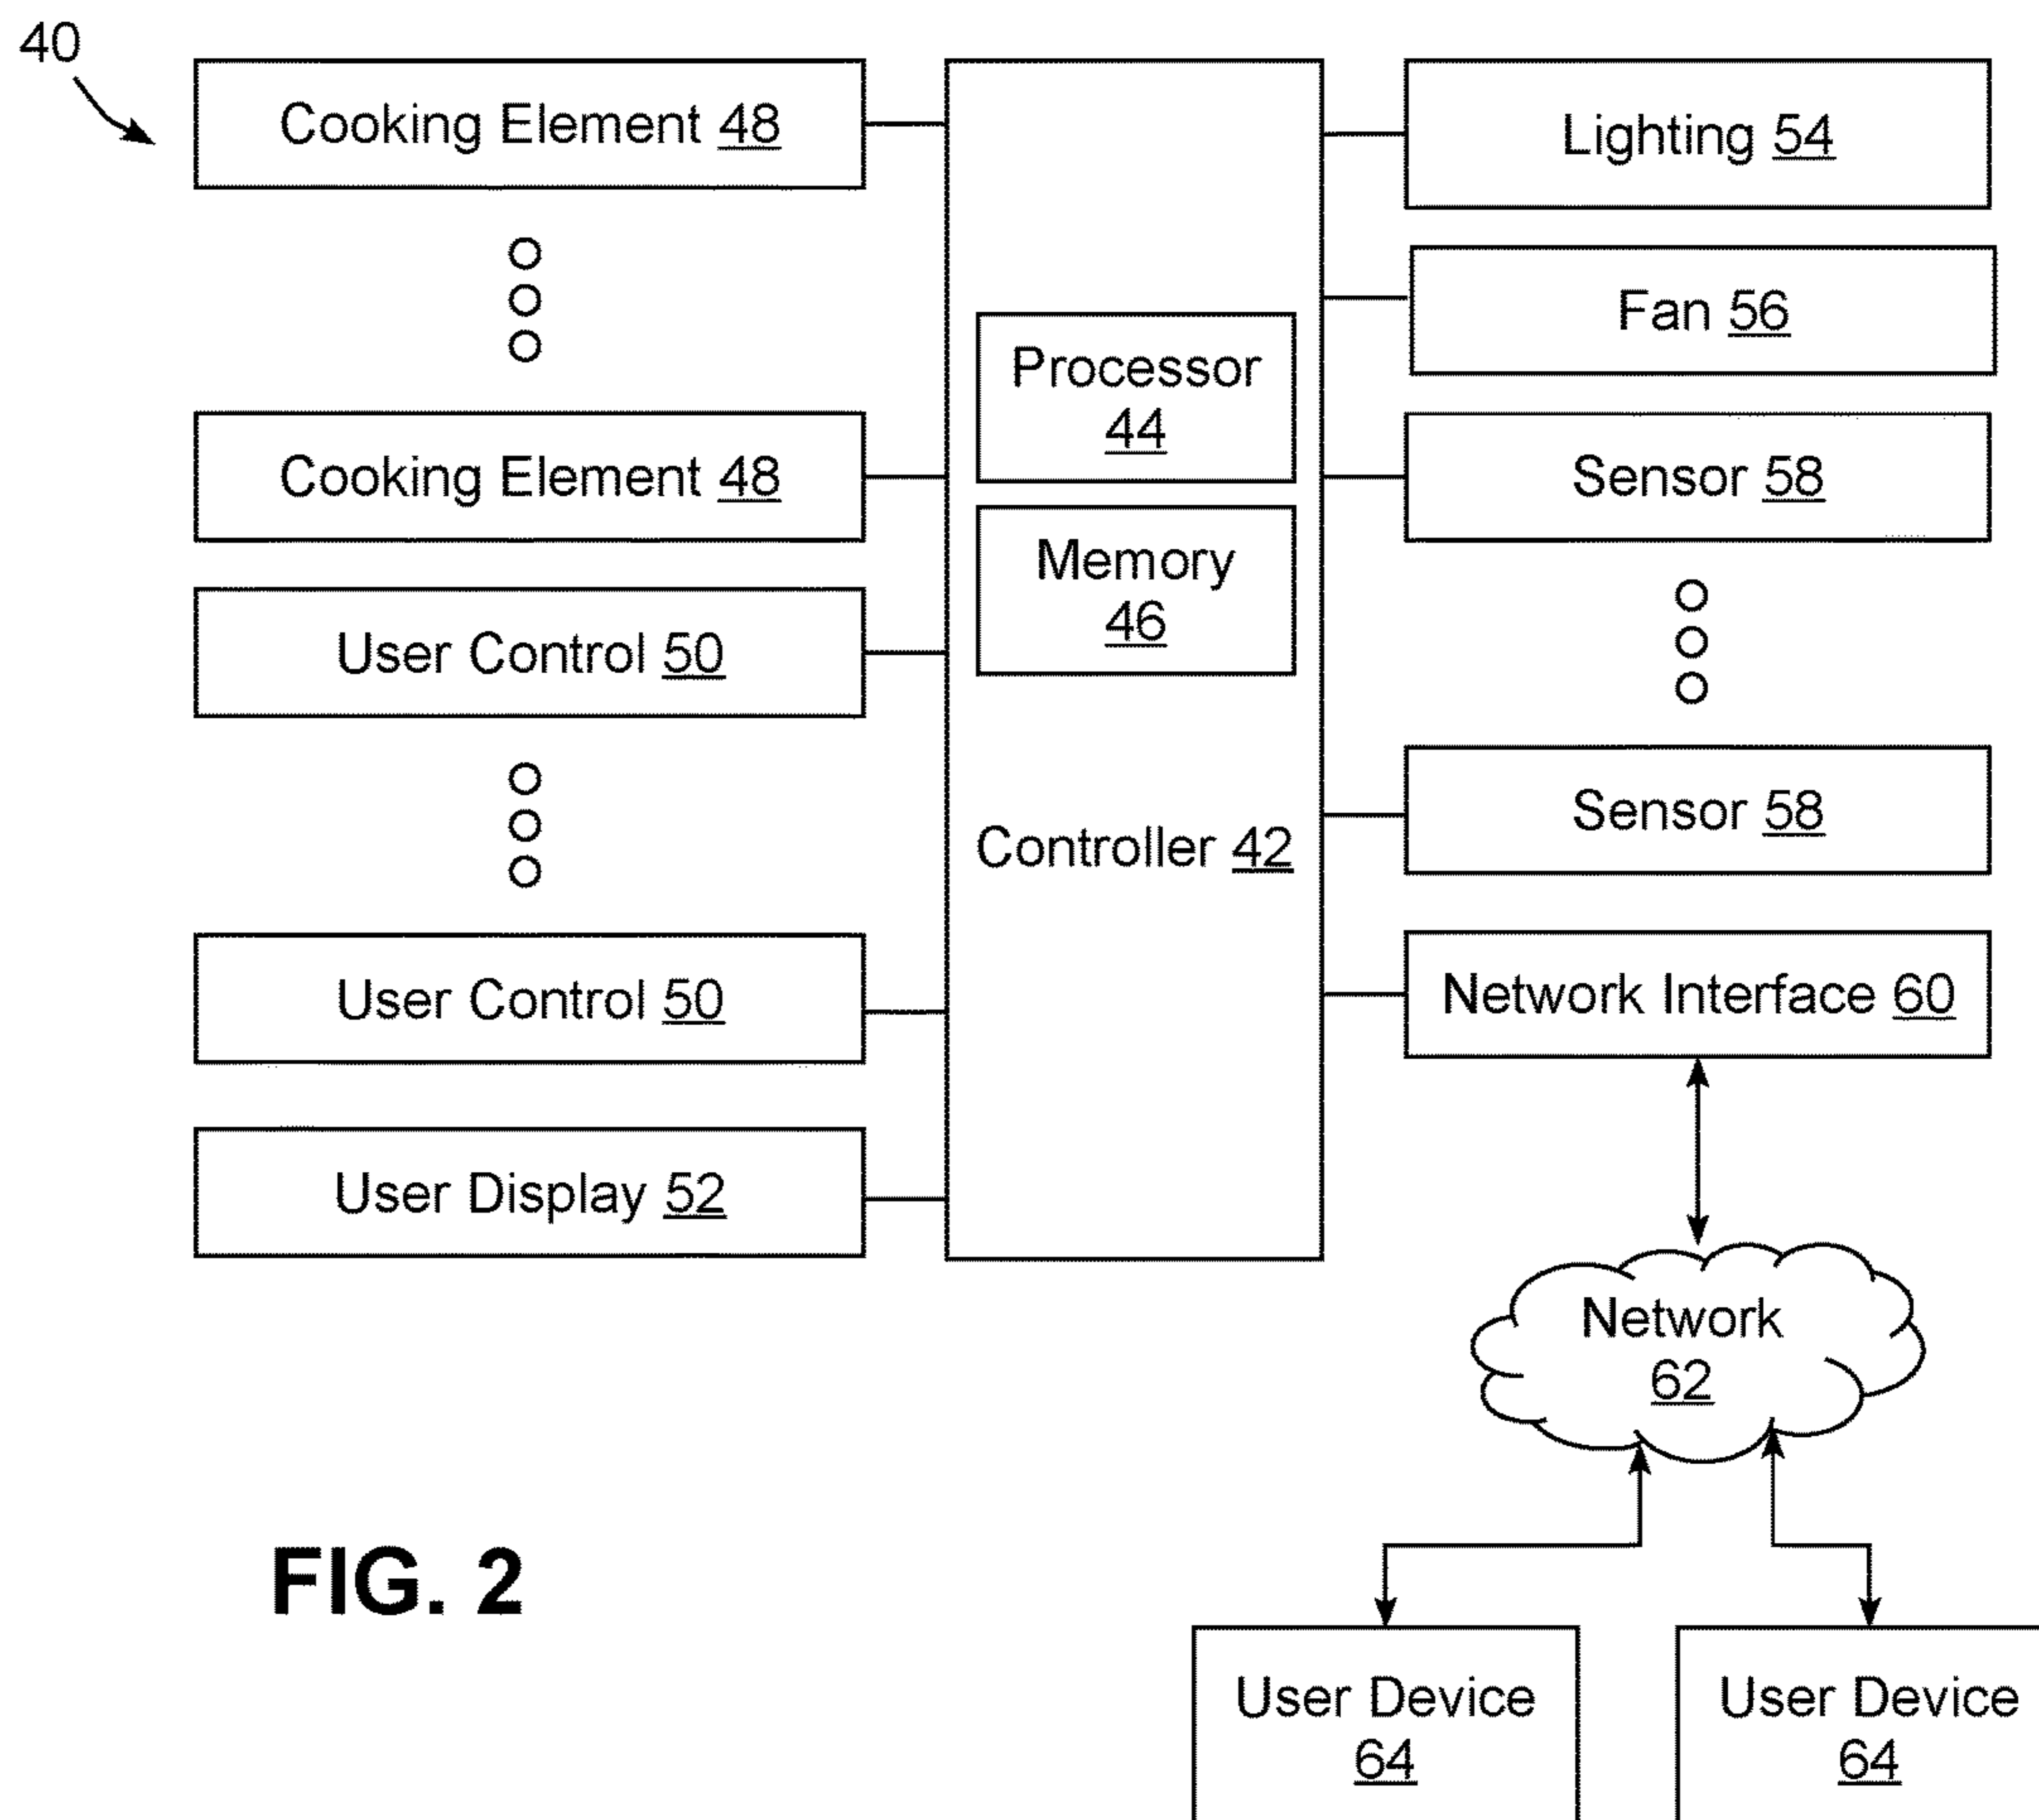 40
Cooking Element 48
Cooking Element 48
User Control 50
User Control 50
User Display 52
Processor
44
Memory
46
Controller 42
Lighting 54
Fan 56
Sensor 58
Sensor 58
Network Interface 60
Network
62
User Device
64
User Device
64
FIG. 2